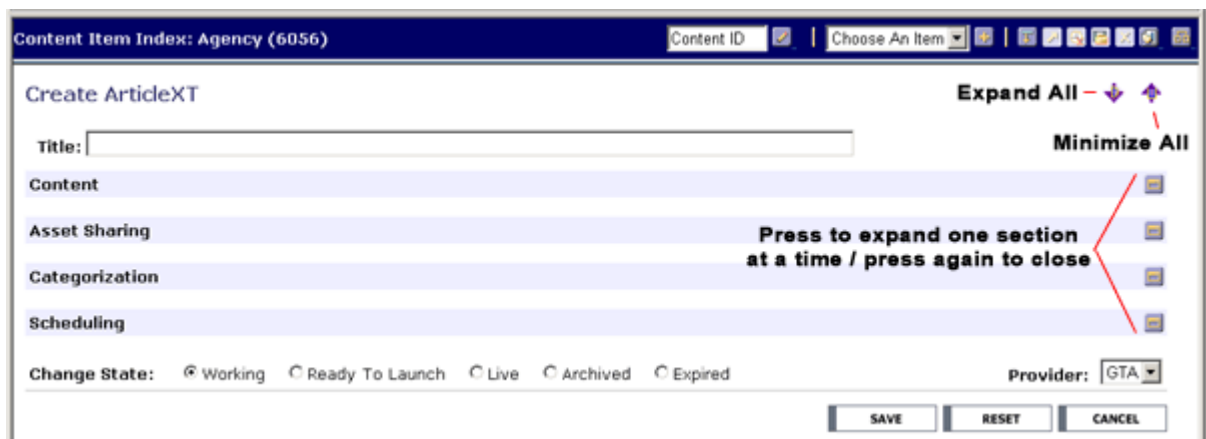 Content Item Index: Agency (6056)
Content ID
Choose An Item
Create ArticleXT
Expand All
Minimize All
Title:
Content
Asset Sharing
Press to expand one section
at a time / press again to close
Categorization
Scheduling
Change State: Working Ready To Launch Live Archived Expired Provider: GTA
SAVE RESET CANCEL